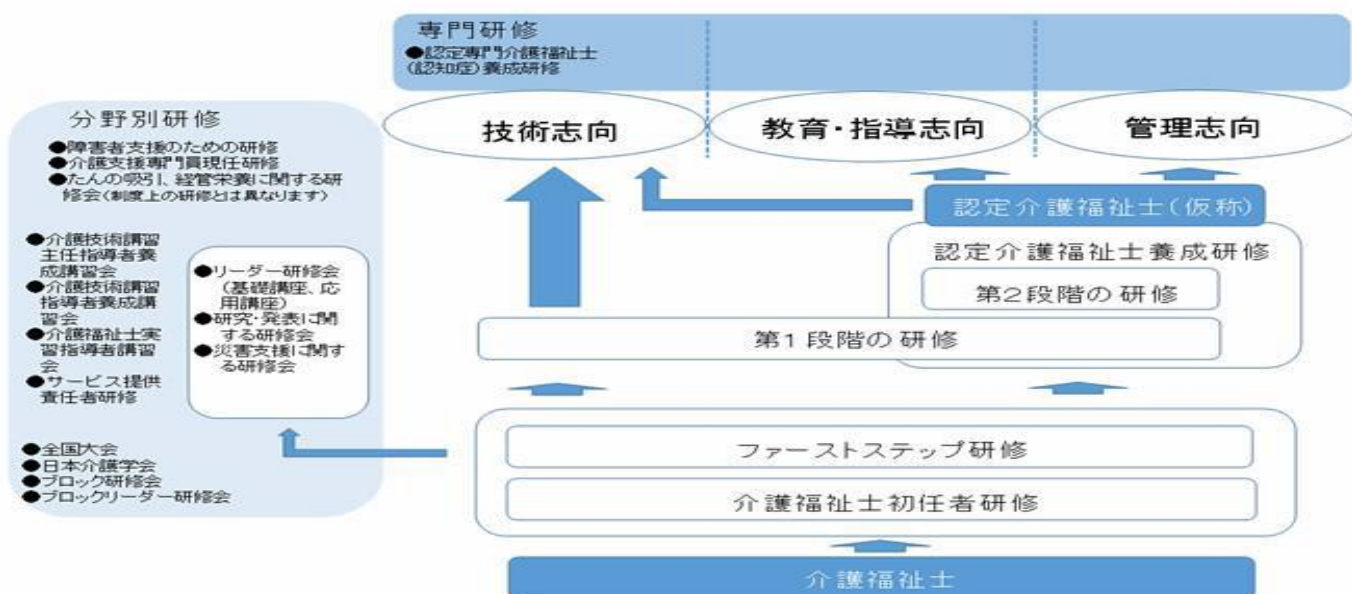 専門研修
●認定専門介護福祉士
(認知症)養成研修
技術志向
教育・指導志向
管理志向
分野別研修
●障害者支援のための研修
●介護支援専門員現任研修
●たんの吸引、経管栄養に関する研
修会(制度上の研修とは異なります)
●介護技術講習
主任指導者養
成講習会
●介護技術講習
指導者養成講
習会
●介護福祉士実
習指導者講習
会
●サービス提供
責任者研修
●リーダー研修会
(基礎講座、応
用講座)
●研究・発表に関
する研修会
●災害支援に関す
る研修会
●全国大会
●日本介護学会
●ブロック研修会
●ブロックリーダー研修会
認定介護福祉士(仮称)
認定介護福祉士養成研修
第2段階の研修
第1段階の研修
ファーストステップ研修
介護福祉士初任者研修
介護福祉士